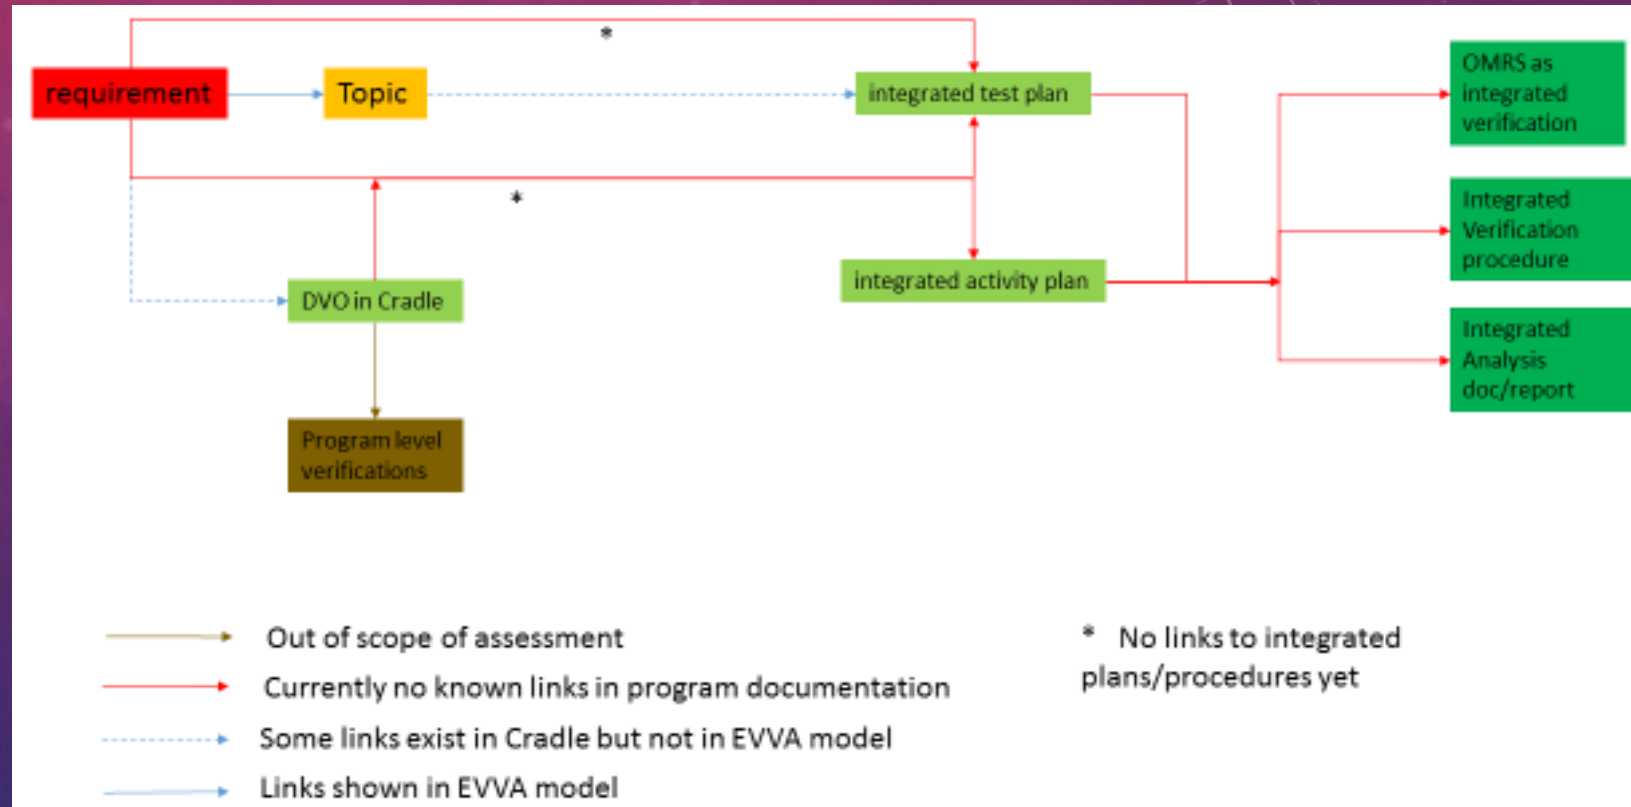 *
requirement
Topic
integrated test plan
OMRS as
integrated
verification
*
Integrated
Verification
procedure
DVO in Cradle
integrated activity plan
Integrated
Analysis
doc/report
Program level
verifications
Out of scope of assessment
Currently no known links in program documentation
Some links exist in Cradle but not in EVVA model
Links shown in EVVA model
* No links to integrated
plans/procedures yet